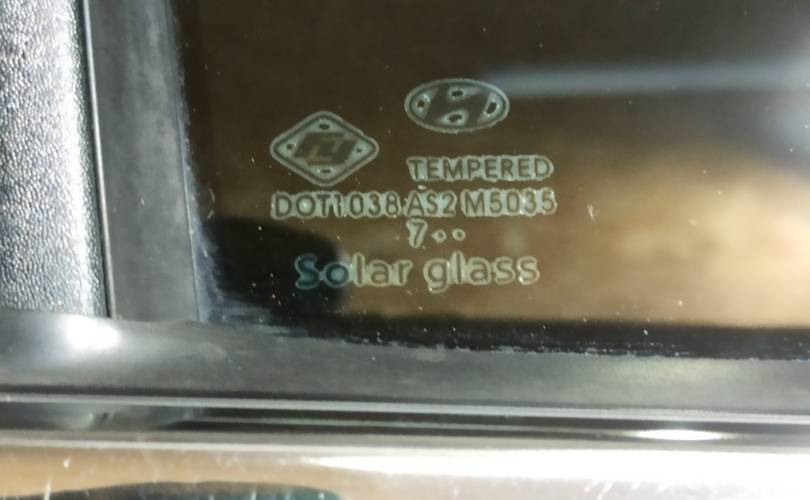 TEMPERED
DOT1038 AS2 M5035
7••
Solar glass